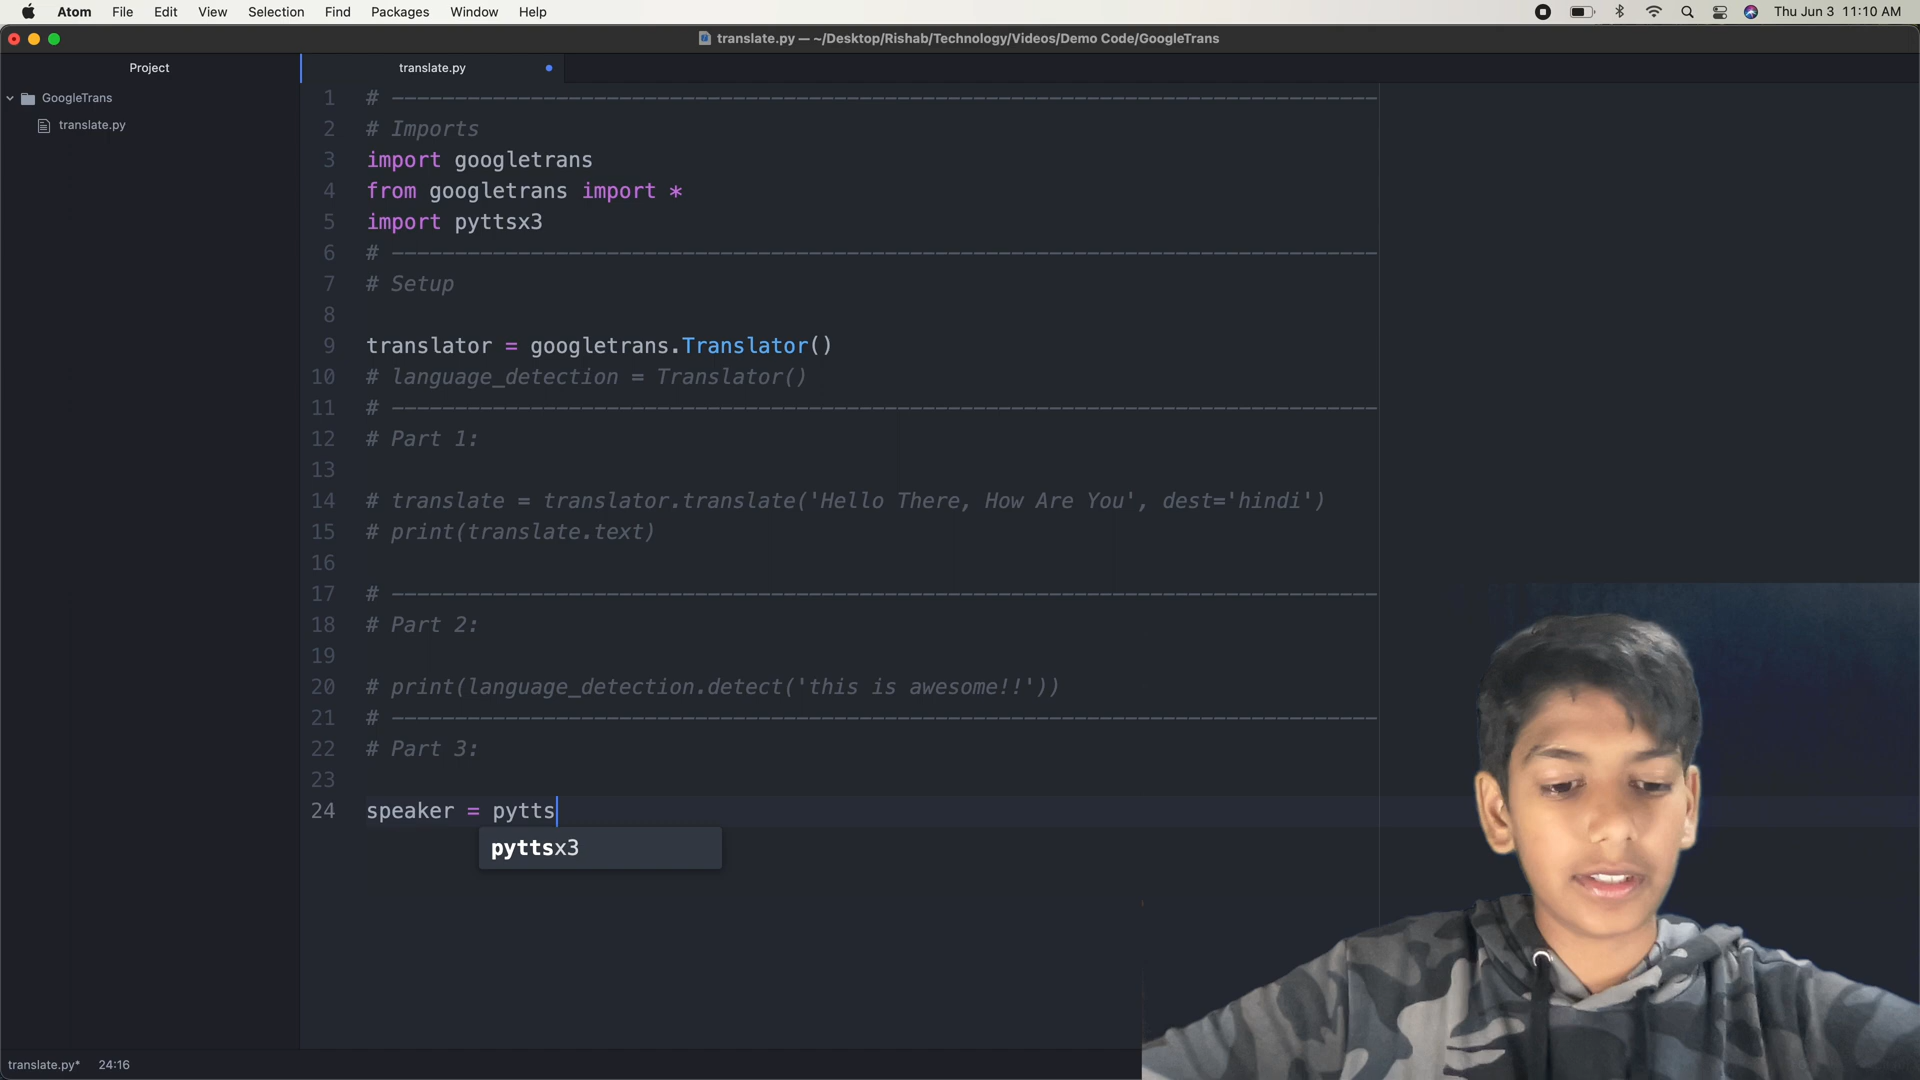 Atom File Edit View Selection Find Packages Window Help Thu Jun 3 11:10 AM
translate.py — ~/Desktop/Rishab/Technology/Videos/Demo Code/GoogleTrans
Project
translate.py
GoogleTrans
translate.py
1 # ------------------------------------------------------------------------------
2 # Imports
3 import googletrans
4 from googletrans import *
5 import pyttsx3
6 # ------------------------------------------------------------------------------
7 # Setup
8
9 translator = googletrans.Translator()
10 # language_detection = Translator()
11 # ------------------------------------------------------------------------------
12 # Part 1:
13
14 # translate = translator.translate('Hello There, How Are You', dest='hindi')
15 # print(translate.text)
16
17 # ------------------------------------------------------------------------------
18 # Part 2:
19
20 # print(language_detection.detect('this is awesome!!'))
21 # ------------------------------------------------------------------------------
22 # Part 3:
23
24 speaker = pytts
pyttsx3
translate.py* 24:16